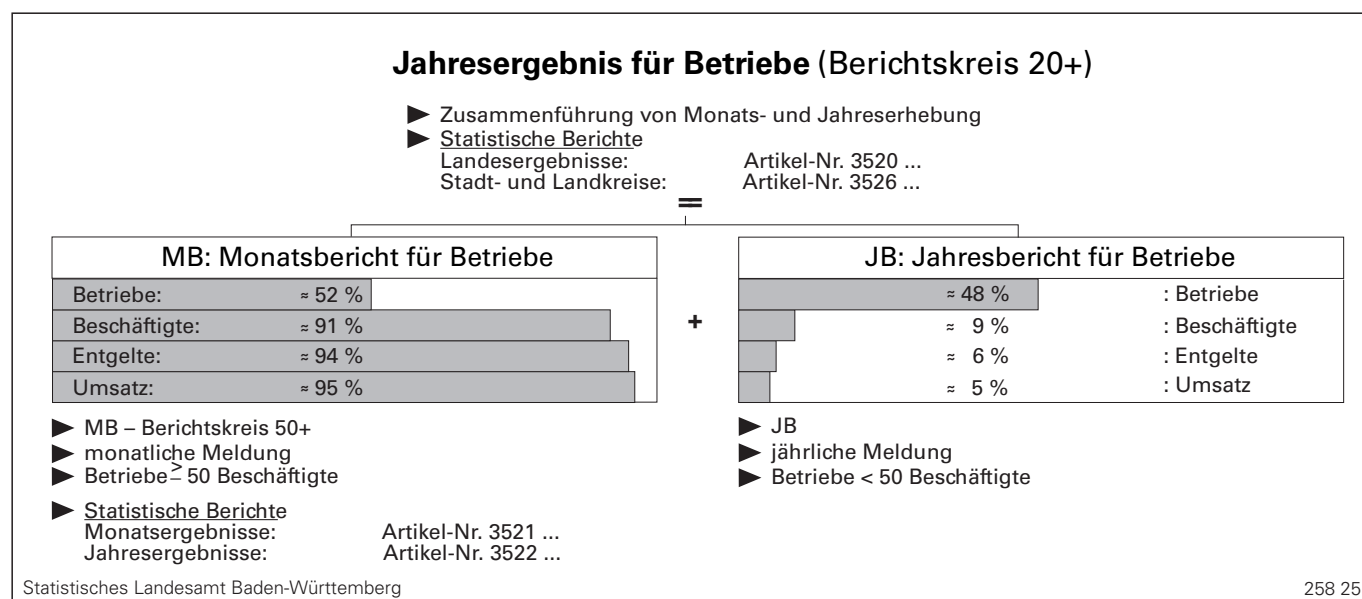 Jahresergebnis für Betriebe (Berichtskreis 20+)
► Zusammenführung von Monats- und Jahreserhebung
► Statistische Berichte
Landesergebnisse: Artikel-Nr. 3520 ...
Stadt- und Landkreise: Artikel-Nr. 3526 ...
=
MB: Monatsbericht für Betriebe
Betriebe: ≈ 52 %
Beschäftigte: ≈ 91 %
Entgelte: ≈ 94 %
Umsatz: ≈ 95 %
+
JB: Jahresbericht für Betriebe
≈ 48 % : Betriebe
≈ 9 % : Beschäftigte
≈ 6 % : Entgelte
≈ 5 % : Umsatz
► MB – Berichtskreis 50+
► monatliche Meldung
► Betriebe ≥ 50 Beschäftigte
► Statistische Berichte
Monatsergebnisse: Artikel-Nr. 3521 ...
Jahresergebnisse: Artikel-Nr. 3522 ...
► JB
► jährliche Meldung
► Betriebe < 50 Beschäftigte
Statistisches Landesamt Baden-Württemberg
258 25